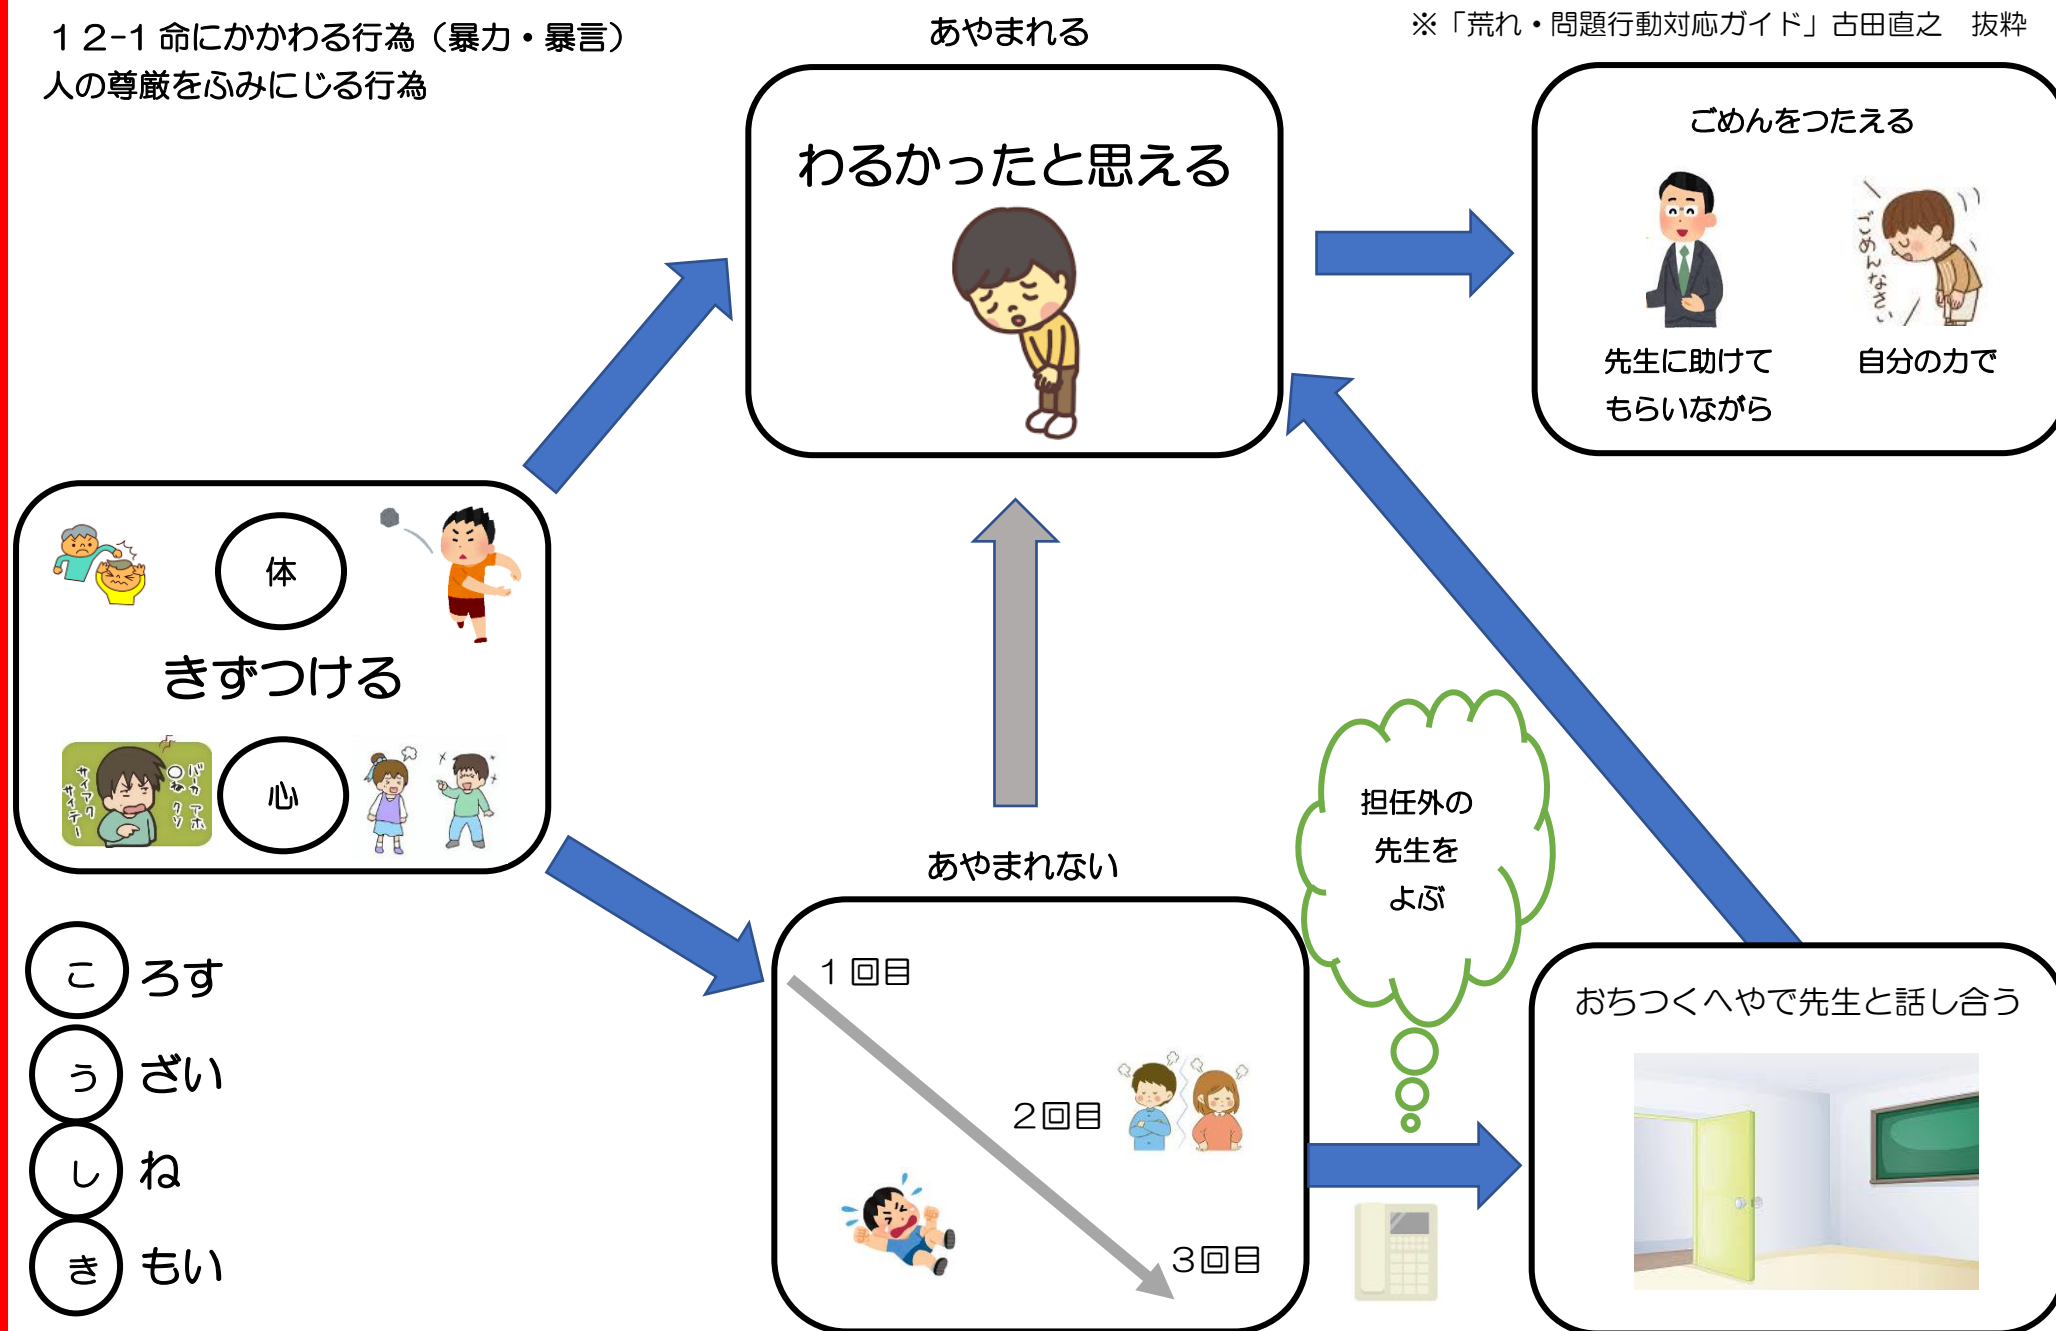 １２-１ 命にかかわる行為（暴力・暴言）
人の尊厳をふみにじる行為
あやまれる
※「荒れ・問題行動対応ガイド」古田直之　抜粋
わるかったと思える
ごめんをつたえる
ごめんなさい
先生に助けて
もらいながら
自分の力で
体
きずつける
心
バーカ アホ
〇ね クソ
サイアク
サイテー
ころす
うざい
しね
きもい
あやまれない
１回目
２回目
３回目
担任外の
先生を
よぶ
おちつくへやで先生と話し合う